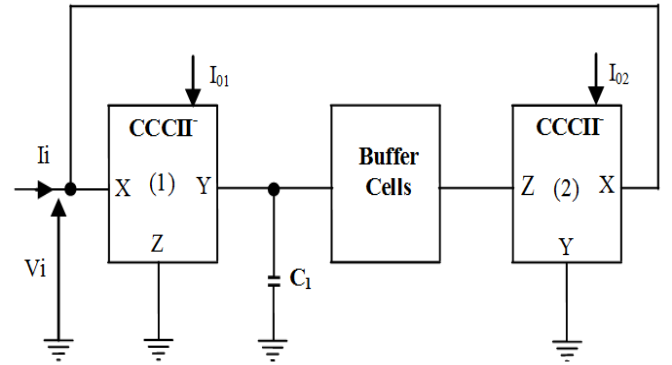 I01
I02
CCCII-
CCCII-
Buffer
Cells
Ii
X (1) Y
Z (2) X
Z
Y
Vi
C1